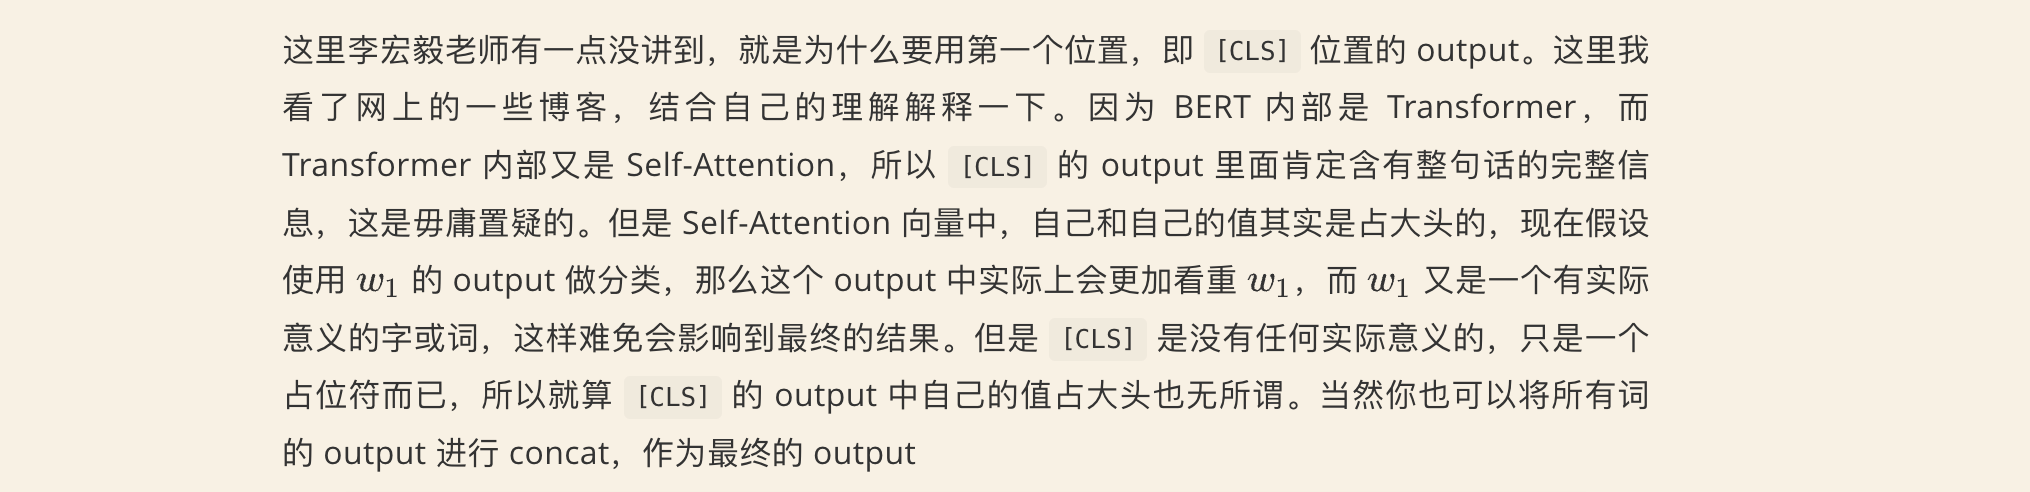 这里李宏毅老师有一点没讲到，就是为什么要用第一个位置，即 [CLS] 位置的 output。这里我
看了网上的一些博客，结合自己的理解解释一下。因为 BERT 内部是 Transformer，而
Transformer 内部又是 Self-Attention，所以 [CLS] 的 output 里面肯定含有整句话的完整信
息，这是毋庸置疑的。但是 Self-Attention 向量中，自己和自己的值其实是占大头的，现在假设
使用 w₁ 的 output 做分类，那么这个 output 中实际上会更加看重 w₁，而 w₁ 又是一个有实际
意义的字或词，这样难免会影响到最终的结果。但是 [CLS] 是没有任何实际意义的，只是一个
占位符而已，所以就算 [CLS] 的 output 中自己的值占大头也无所谓。当然你也可以将所有词
的 output 进行 concat，作为最终的 output